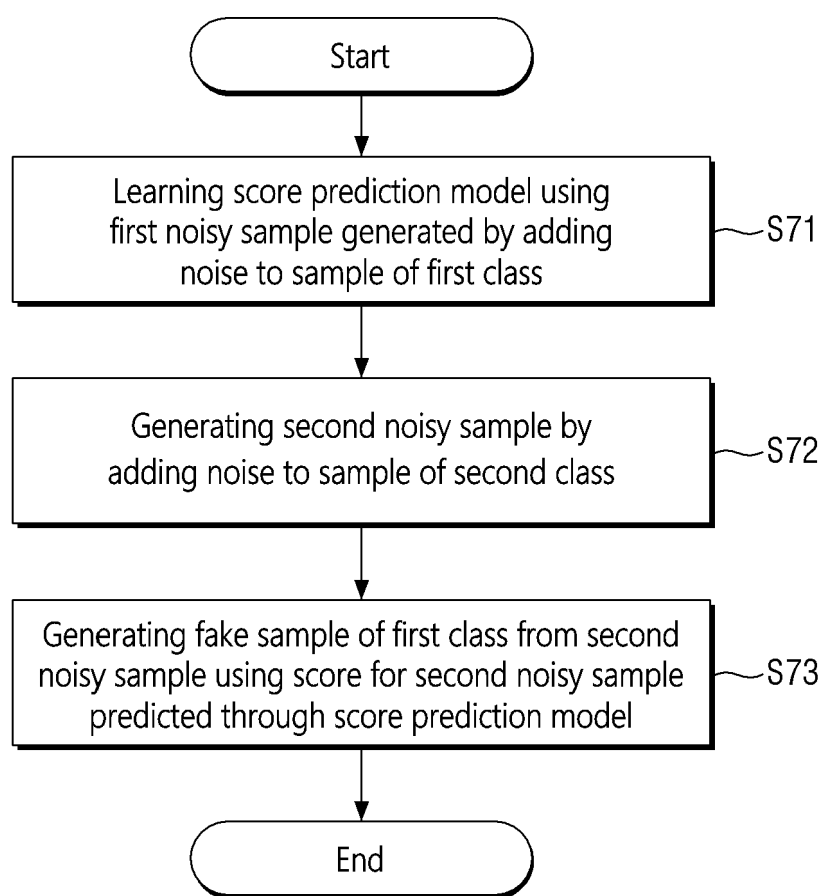 Start
Learning score prediction model using
first noisy sample generated by adding
noise to sample of first class
S71
Generating second noisy sample by
adding noise to sample of second class
S72
Generating fake sample of first class from second
noisy sample using score for second noisy sample
predicted through score prediction model
S73
End